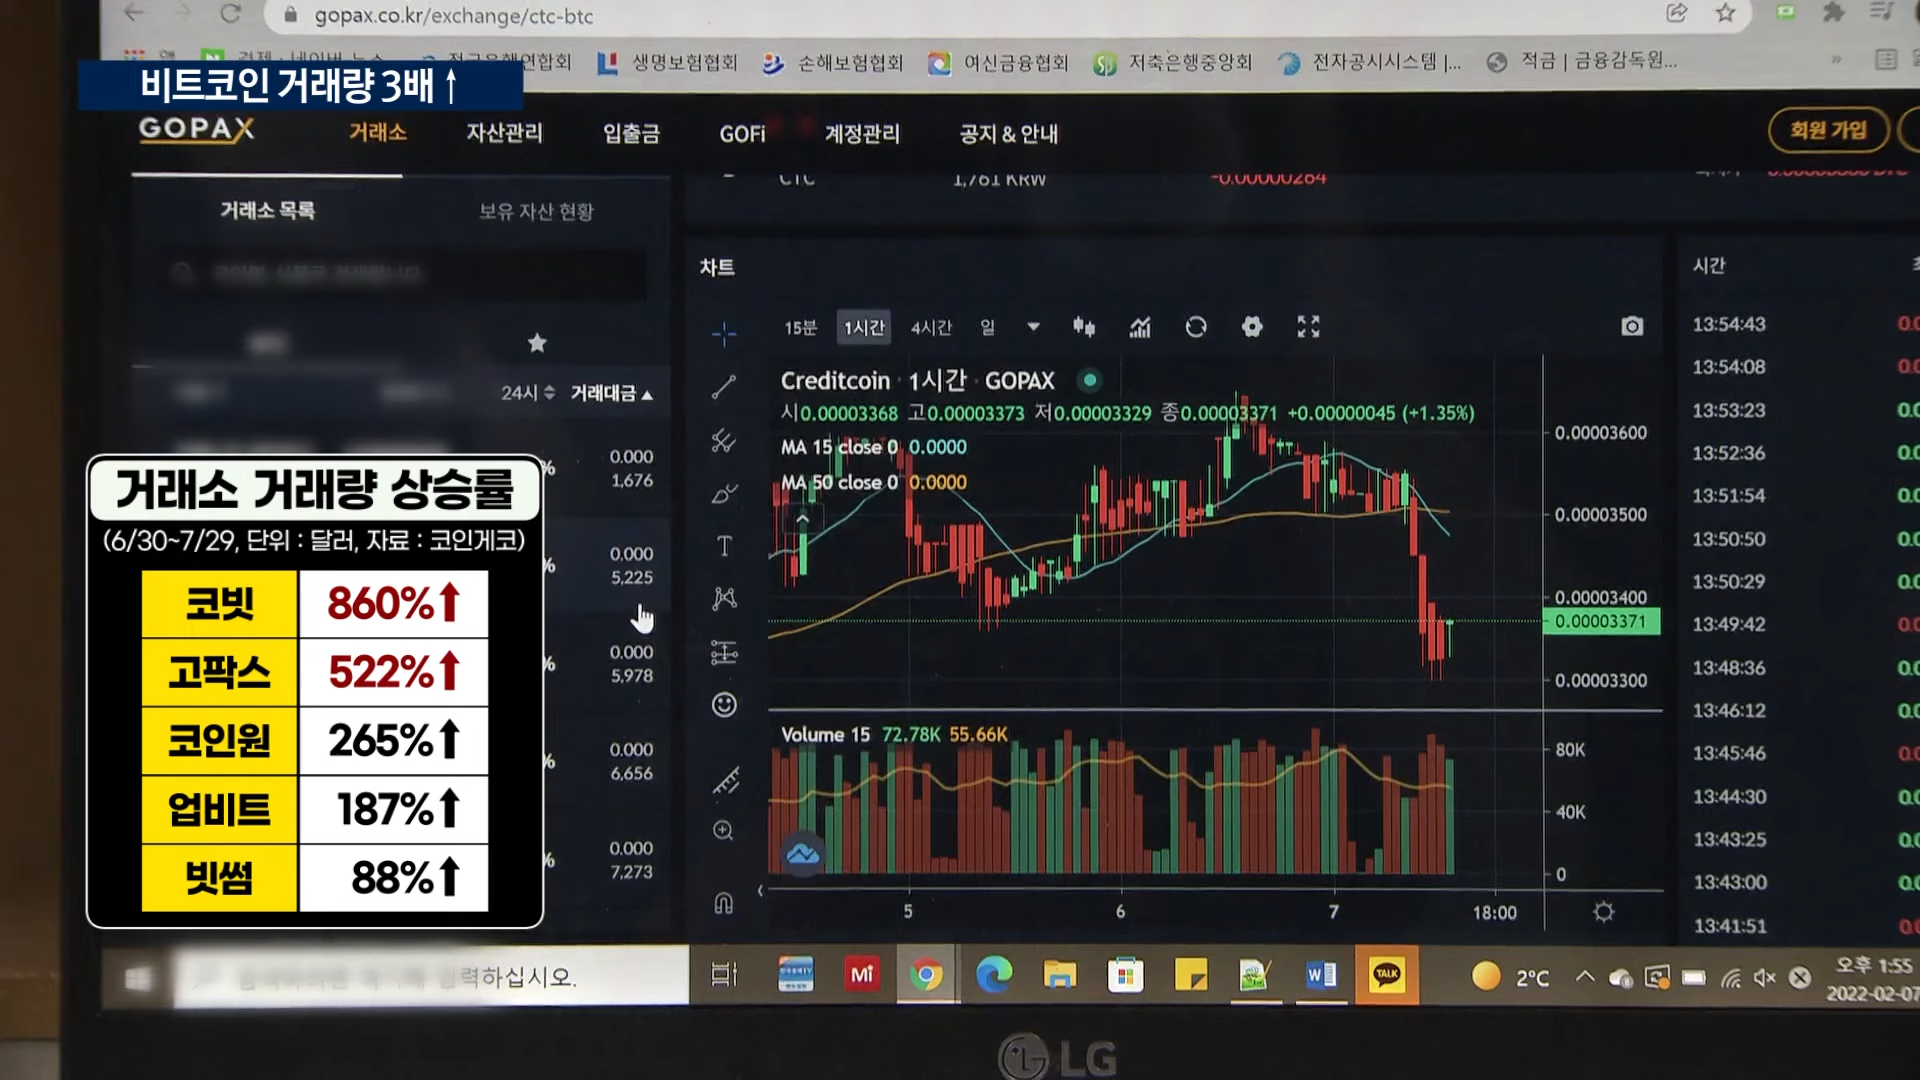 gopax.co.kr/exchange/ctc-btc
생명보험협회 손해보험협회 여신금융협회 저축은행중앙회 전자공시시스템 |... 적금 | 금융감독원...
비트코인 거래량 3배↑
GOPAX 거래소 자산관리 입출금 GOFi 계정관리 공지 & 안내 회원 가입
CTC 1,761 KRW -0.00000264
거래소 목록 보유 자산 현황
24시 거래대금▲
% 0.000
1,676
% 0.000
5,225
% 0.000
5,978
% 0.000
6,656
% 0.000
7,273
거래소 거래량 상승률
(6/30~7/29, 단위 : 달러, 자료 : 코인게코)
코빗 860%↑
고팍스 522%↑
코인원 265%↑
업비트 187%↑
빗썸 88%↑
차트
15분 1시간 4시간 일
Creditcoin · 1시간 · GOPAX
시0.00003368 고0.00003373 저0.00003329 종0.00003371 +0.00000045 (+1.35%)
MA 15 close 0 0.0000
MA 50 close 0 0.0000
0.00003600
0.00003500
0.00003400
0.00003371
0.00003300
Volume 15 72.78K 55.66K
80K
40K
0
5 6 7 18:00
시간
13:54:43
13:54:08
13:53:23
13:52:36
13:51:54
13:50:50
13:50:29
13:49:42
13:48:36
13:46:12
13:45:46
13:44:30
13:43:25
13:43:00
13:41:51
력하십시오.
Mi
TALK
2°C
오후 1:55
2022-02-07
LG